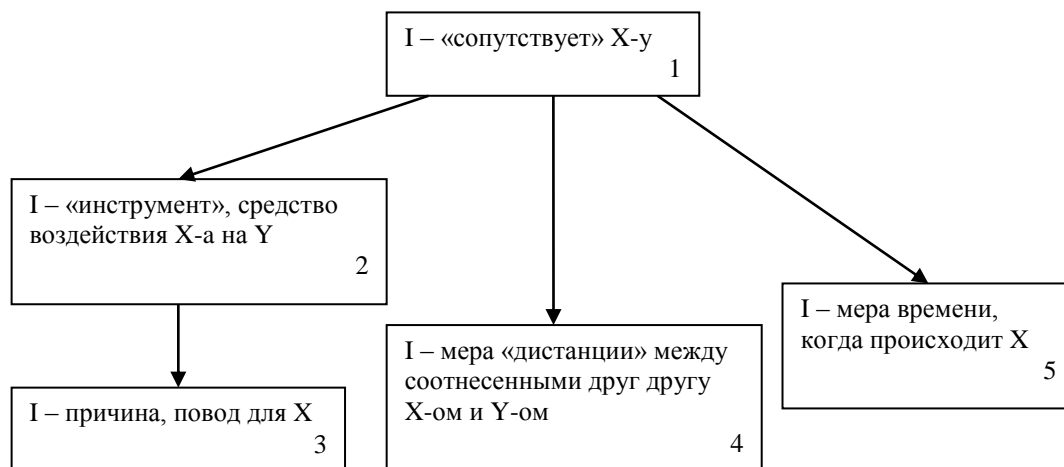 I – «сопутствует» X-у
1
I – «инструмент», средство
воздействия X-а на Y
2
I – причина, повод для X
3
I – мера «дистанции» между
соотнесенными друг другу
X-ом и Y-ом
4
I – мера времени,
когда происходит X
5